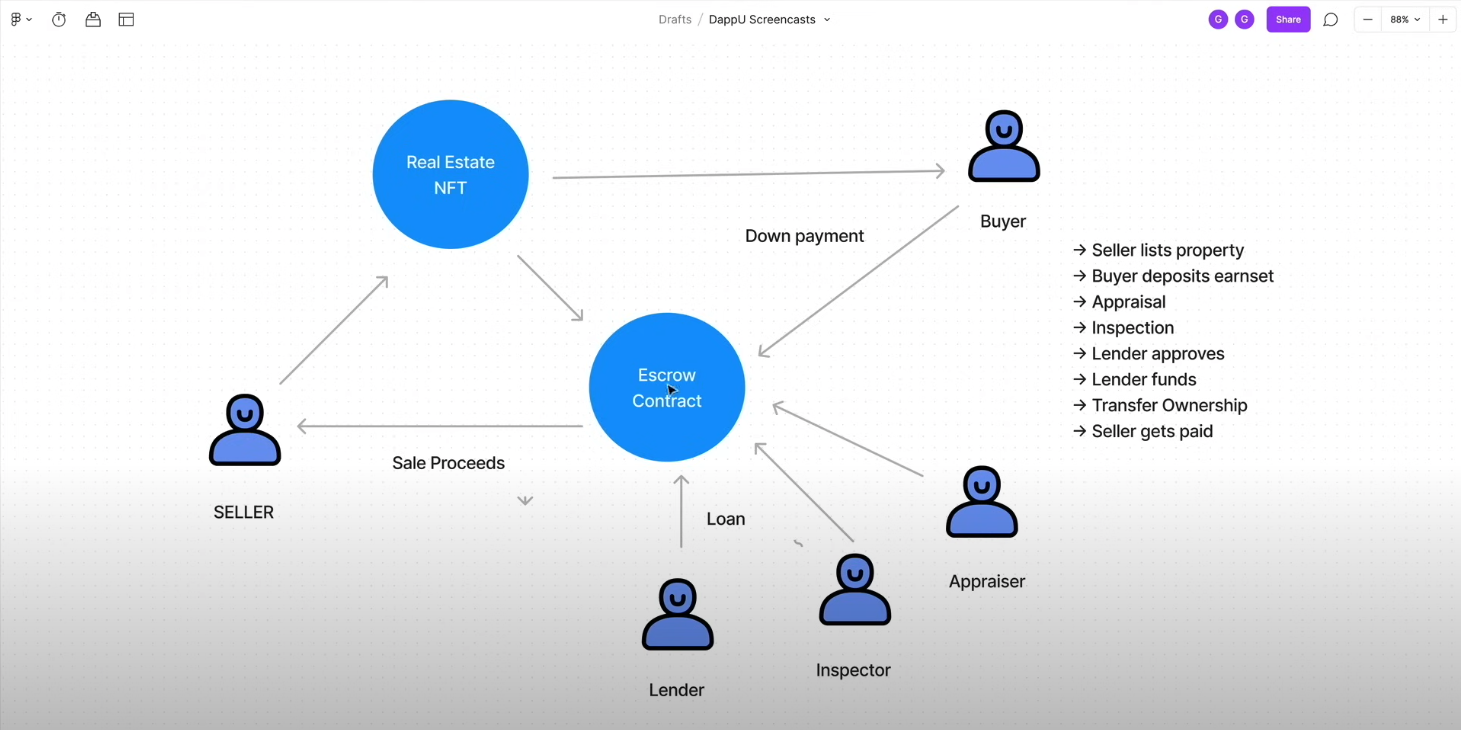 Drafts / DappU Screencasts
G G Share 88%
Real Estate
NFT
Buyer
Down payment
→ Seller lists property
→ Buyer deposits earnset
→ Appraisal
→ Inspection
→ Lender approves
→ Lender funds
→ Transfer Ownership
→ Seller gets paid
Escrow
Contract
Sale Proceeds
SELLER
Loan
Appraiser
Inspector
Lender